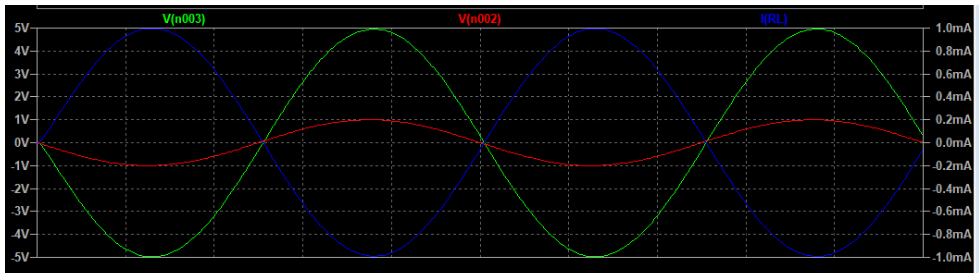 V(n003) V(n002) I(RL)
5V 1.0mA
4V 0.8mA
3V 0.6mA
2V 0.4mA
1V 0.2mA
0V 0.0mA
-1V -0.2mA
-2V -0.4mA
-3V -0.6mA
-4V -0.8mA
-5V -1.0mA